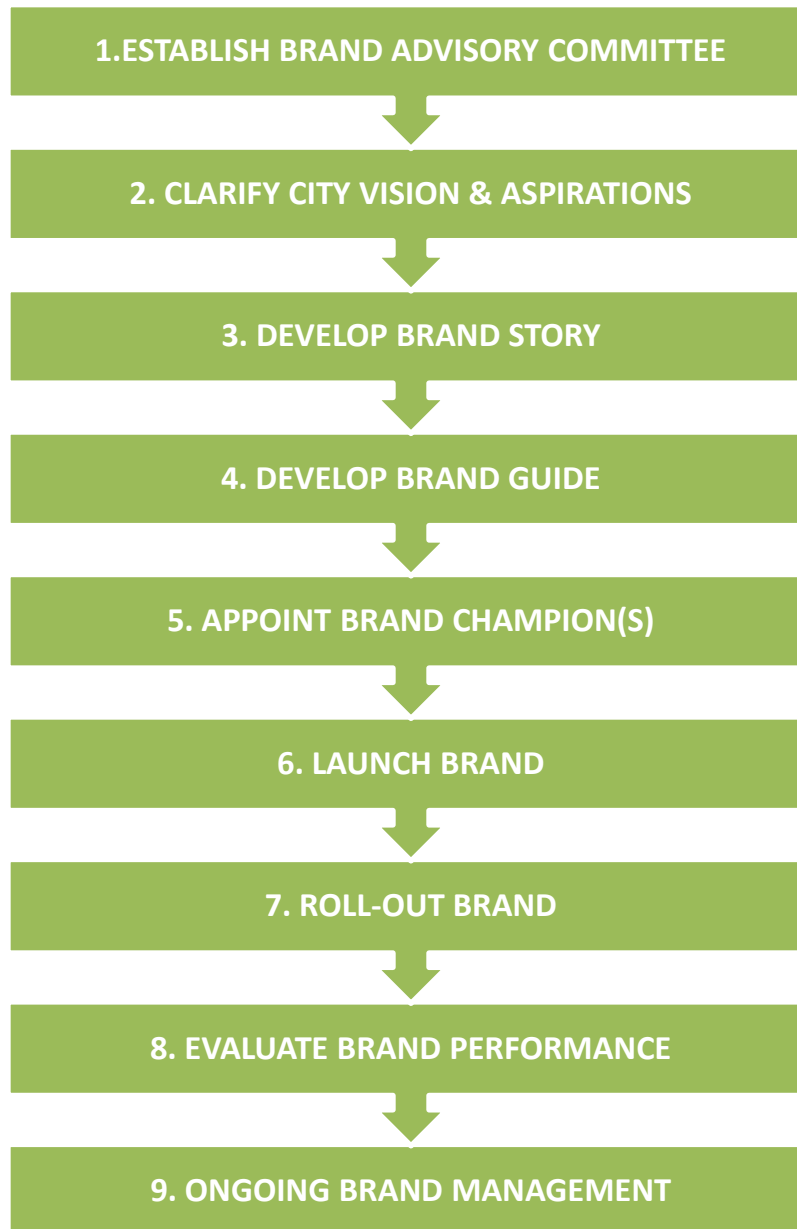 1.ESTABLISH BRAND ADVISORY COMMITTEE
2. CLARIFY CITY VISION & ASPIRATIONS
3. DEVELOP BRAND STORY
4. DEVELOP BRAND GUIDE
5. APPOINT BRAND CHAMPION(S)
6. LAUNCH BRAND
7. ROLL-OUT BRAND
8. EVALUATE BRAND PERFORMANCE
9. ONGOING BRAND MANAGEMENT